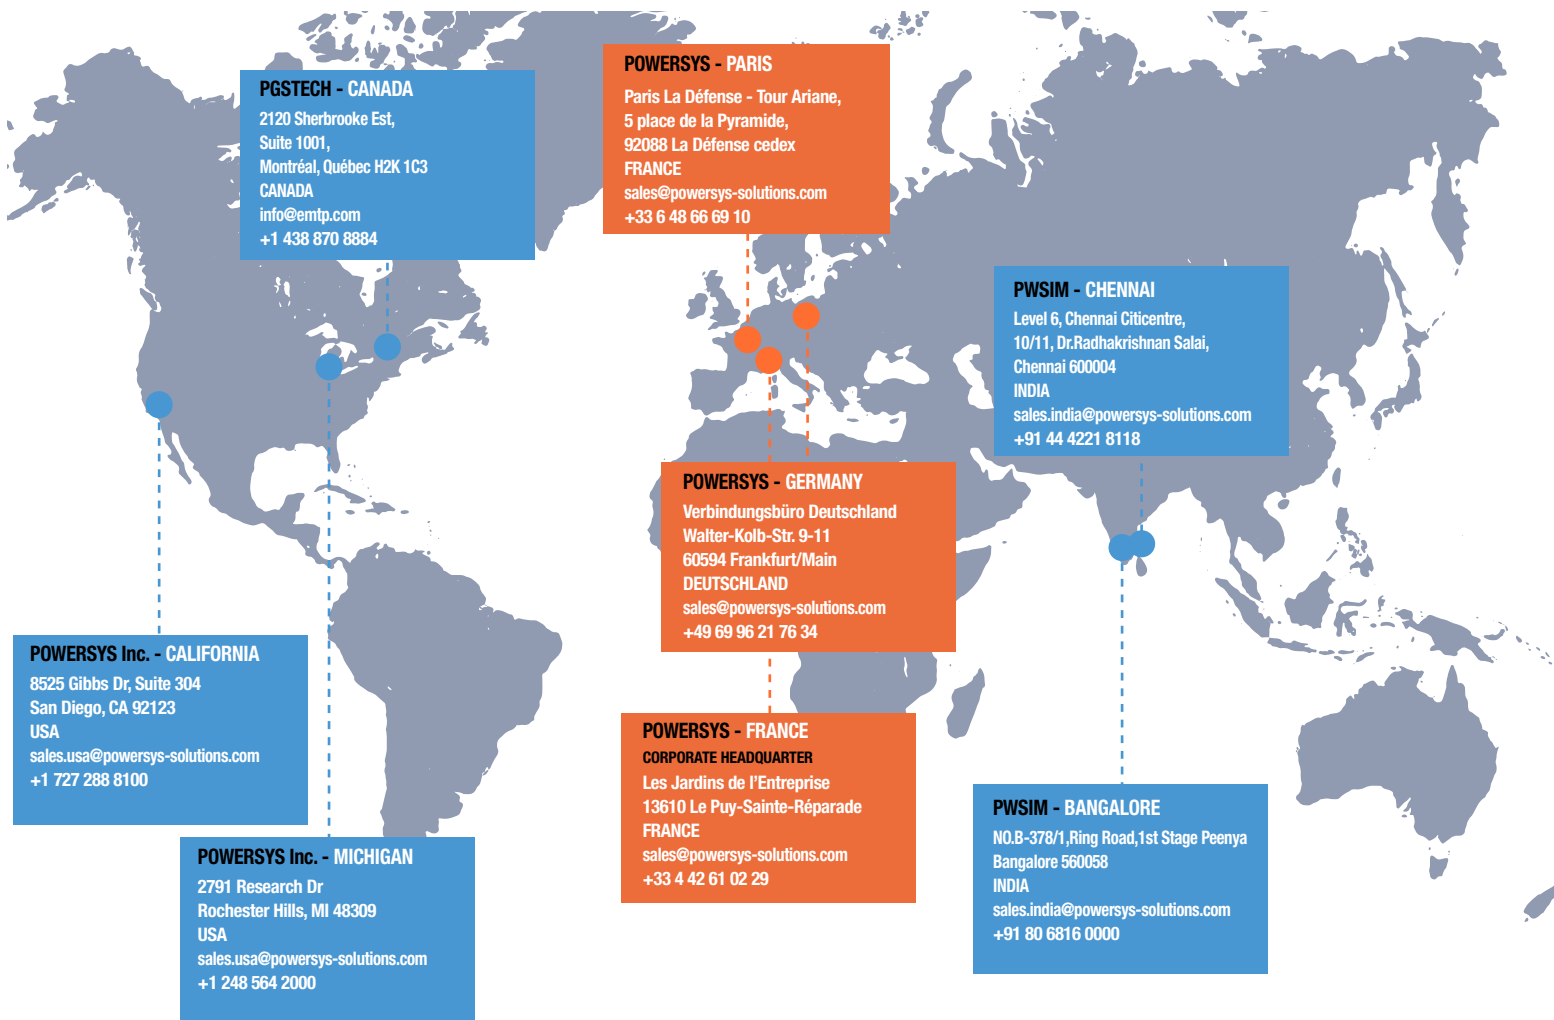 PGSTECH - CANADA
2120 Sherbrooke Est,
Suite 1001,
Montréal, Québec H2K 1C3
CANADA
info@emtp.com
+1 438 870 8884
POWERSYS - PARIS
Paris La Défense - Tour Ariane,
5 place de la Pyramide,
92088 La Défense cedex
FRANCE
sales@powersys-solutions.com
+33 6 48 66 69 10
PWSIM - CHENNAI
Level 6, Chennai Citicentre,
10/11, Dr.Radhakrishnan Salai,
Chennai 600004
INDIA
sales.india@powersys-solutions.com
+91 44 4221 8118
POWERSYS - GERMANY
Verbindungsbüro Deutschland
Walter-Kolb-Str. 9-11
60594 Frankfurt/Main
DEUTSCHLAND
sales@powersys-solutions.com
+49 69 96 21 76 34
POWERSYS Inc. - CALIFORNIA
8525 Gibbs Dr, Suite 304
San Diego, CA 92123
USA
sales.usa@powersys-solutions.com
+1 727 288 8100
POWERSYS - FRANCE
CORPORATE HEADQUARTER
Les Jardins de l'Entreprise
13610 Le Puy-Sainte-Réparade
FRANCE
sales@powersys-solutions.com
+33 4 42 61 02 29
PWSIM - BANGALORE
NO.B-378/1,Ring Road,1st Stage Peenya
Bangalore 560058
INDIA
sales.india@powersys-solutions.com
+91 80 6816 0000
POWERSYS Inc. - MICHIGAN
2791 Research Dr
Rochester Hills, MI 48309
USA
sales.usa@powersys-solutions.com
+1 248 564 2000